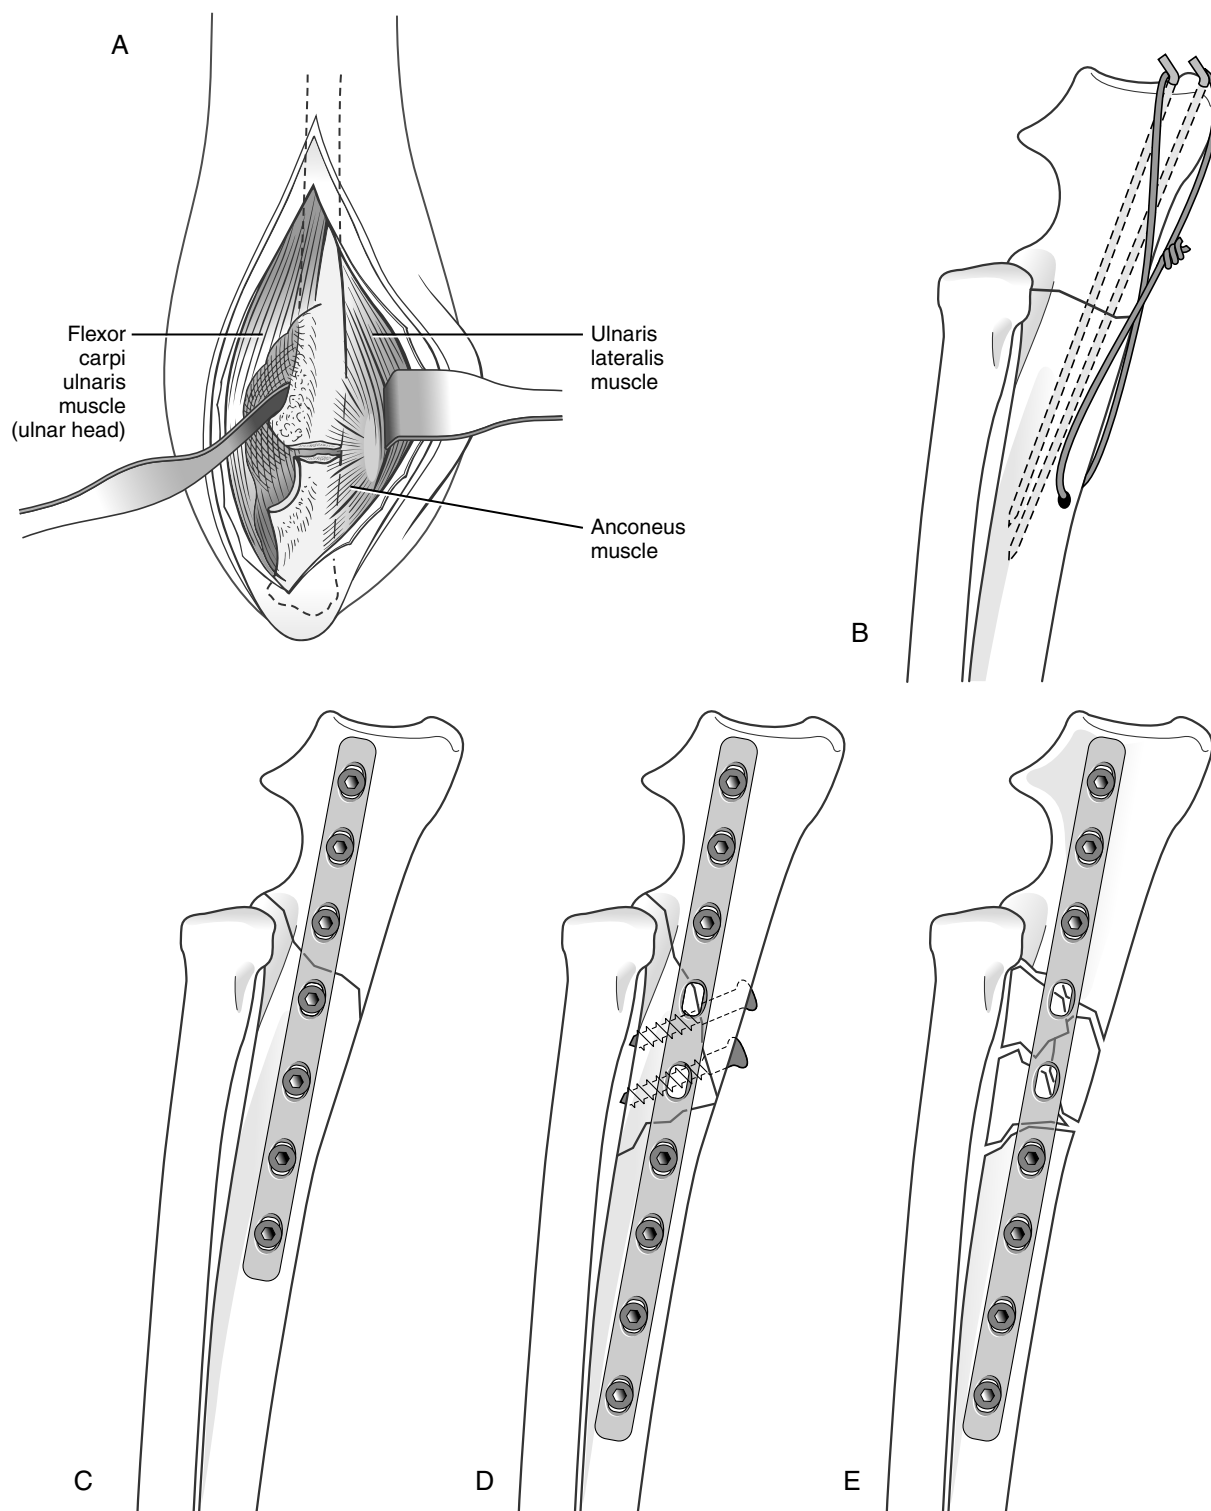 A
Flexor
carpi
ulnaris
muscle
(ulnar head)
Ulnaris
lateralis
muscle
Anconeus
muscle
B
C
D
E